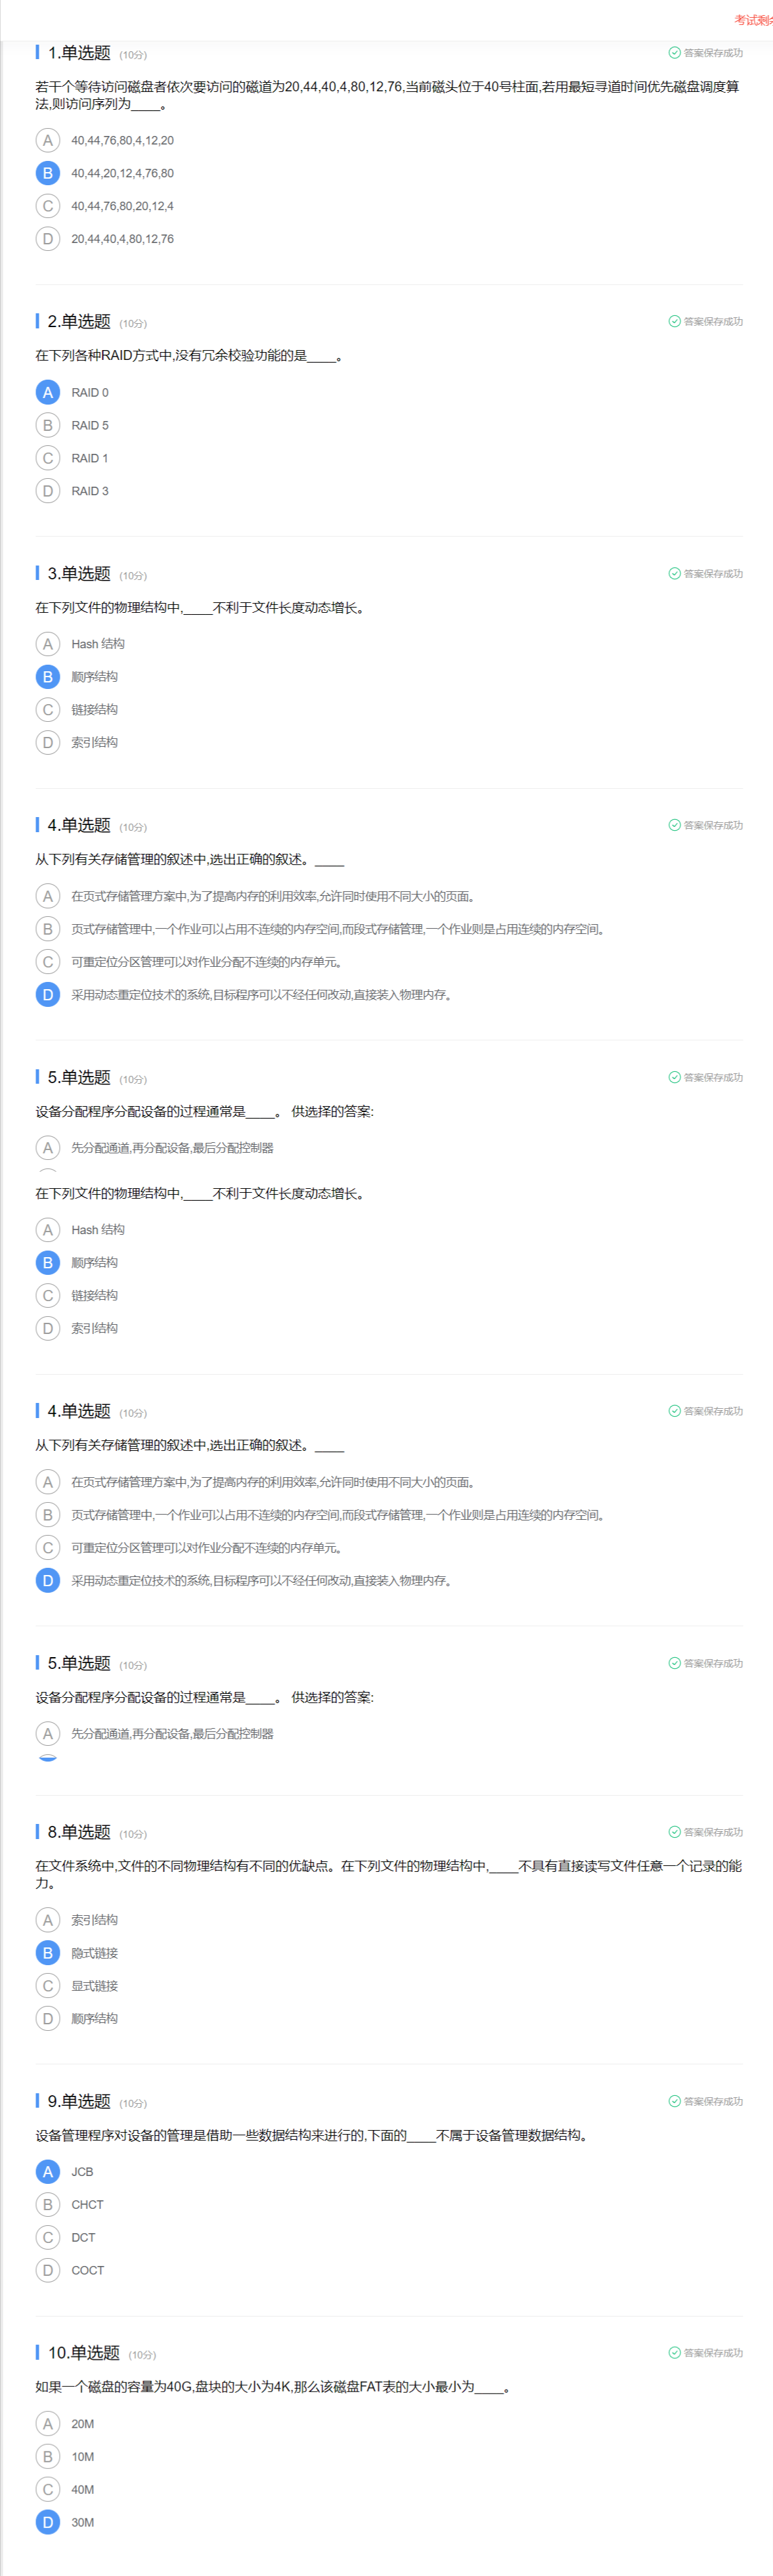 考试剩
1.单选题 (10分) 答案保存成功
若干个等待访问磁盘者依次要访问的磁道为20,44,40,4,80,12,76,当前磁头位于40号柱面,若用最短寻道时间优先磁盘调度算
法,则访问序列为____。
A 40,44,76,80,4,12,20
B 40,44,20,12,4,76,80
C 40,44,76,80,20,12,4
D 20,44,40,4,80,12,76
2.单选题 (10分) 答案保存成功
在下列各种RAID方式中,没有冗余校验功能的是____。
A RAID 0
B RAID 5
C RAID 1
D RAID 3
3.单选题 (10分) 答案保存成功
在下列文件的物理结构中,____不利于文件长度动态增长。
A Hash 结构
B 顺序结构
C 链接结构
D 索引结构
4.单选题 (10分) 答案保存成功
从下列有关存储管理的叙述中,选出正确的叙述。____
A 在页式存储管理方案中,为了提高内存的利用效率,允许同时使用不同大小的页面。
B 页式存储管理中,一个作业可以占用不连续的内存空间,而段式存储管理,一个作业则是占用连续的内存空间。
C 可重定位分区管理可以对作业分配不连续的内存单元。
D 采用动态重定位技术的系统,目标程序可以不经任何改动,直接装入物理内存。
5.单选题 (10分) 答案保存成功
设备分配程序分配设备的过程通常是____。 供选择的答案:
A 先分配通道,再分配设备,最后分配控制器
在下列文件的物理结构中,____不利于文件长度动态增长。
A Hash 结构
B 顺序结构
C 链接结构
D 索引结构
4.单选题 (10分) 答案保存成功
从下列有关存储管理的叙述中,选出正确的叙述。____
A 在页式存储管理方案中,为了提高内存的利用效率,允许同时使用不同大小的页面。
B 页式存储管理中,一个作业可以占用不连续的内存空间,而段式存储管理,一个作业则是占用连续的内存空间。
C 可重定位分区管理可以对作业分配不连续的内存单元。
D 采用动态重定位技术的系统,目标程序可以不经任何改动,直接装入物理内存。
5.单选题 (10分) 答案保存成功
设备分配程序分配设备的过程通常是____。 供选择的答案:
A 先分配通道,再分配设备,最后分配控制器
8.单选题 (10分) 答案保存成功
在文件系统中,文件的不同物理结构有不同的优缺点。在下列文件的物理结构中,____不具有直接读写文件任意一个记录的能
力。
A 索引结构
B 隐式链接
C 显式链接
D 顺序结构
9.单选题 (10分) 答案保存成功
设备管理程序对设备的管理是借助一些数据结构来进行的,下面的____不属于设备管理数据结构。
A JCB
B CHCT
C DCT
D COCT
10.单选题 (10分) 答案保存成功
如果一个磁盘的容量为40G,盘块的大小为4K,那么该磁盘FAT表的大小最小为____。
A 20M
B 10M
C 40M
D 30M